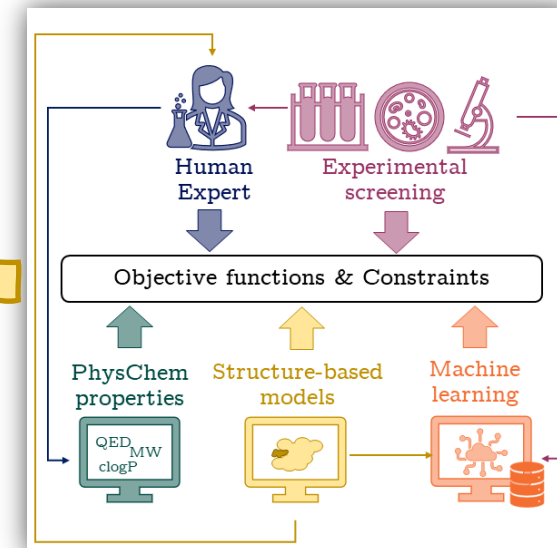 Human
Expert
Experimental
screening
Objective functions & Constraints
PhysChem
properties
Structure-based
models
Machine
learning
QED
MW
clogP